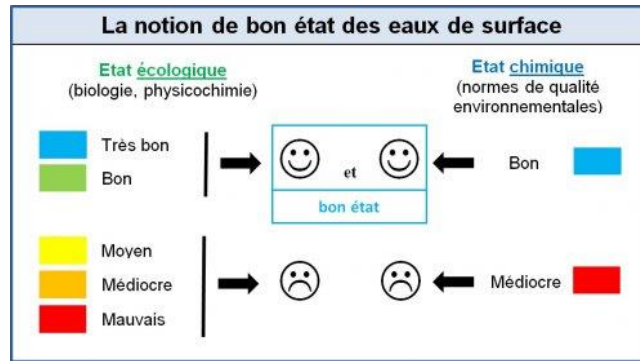 La notion de bon état des eaux de surface
Etat écologique
(biologie, physicochimie)
Etat chimique
(normes de qualité
environnementales)
Très bon
Bon
et
Bon
bon état
Moyen
Médiocre
Mauvais
Médiocre